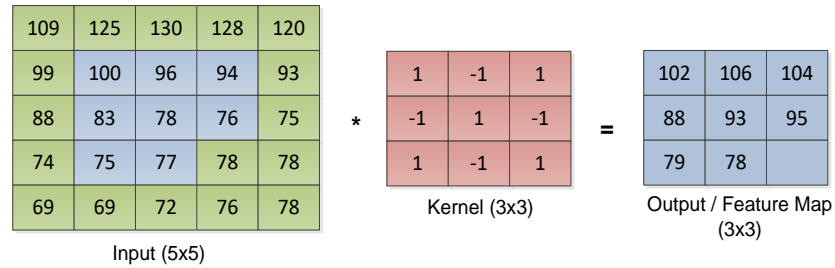 109 125 130 128 120
99 100 96 94 93 1 -1 1 102 106 104
88 83 78 76 75 * -1 1 -1 = 88 93 95
74 75 77 78 78 1 -1 1 79 78
69 69 72 76 78
Kernel (3x3) Output / Feature Map
(3x3)
Input (5x5)